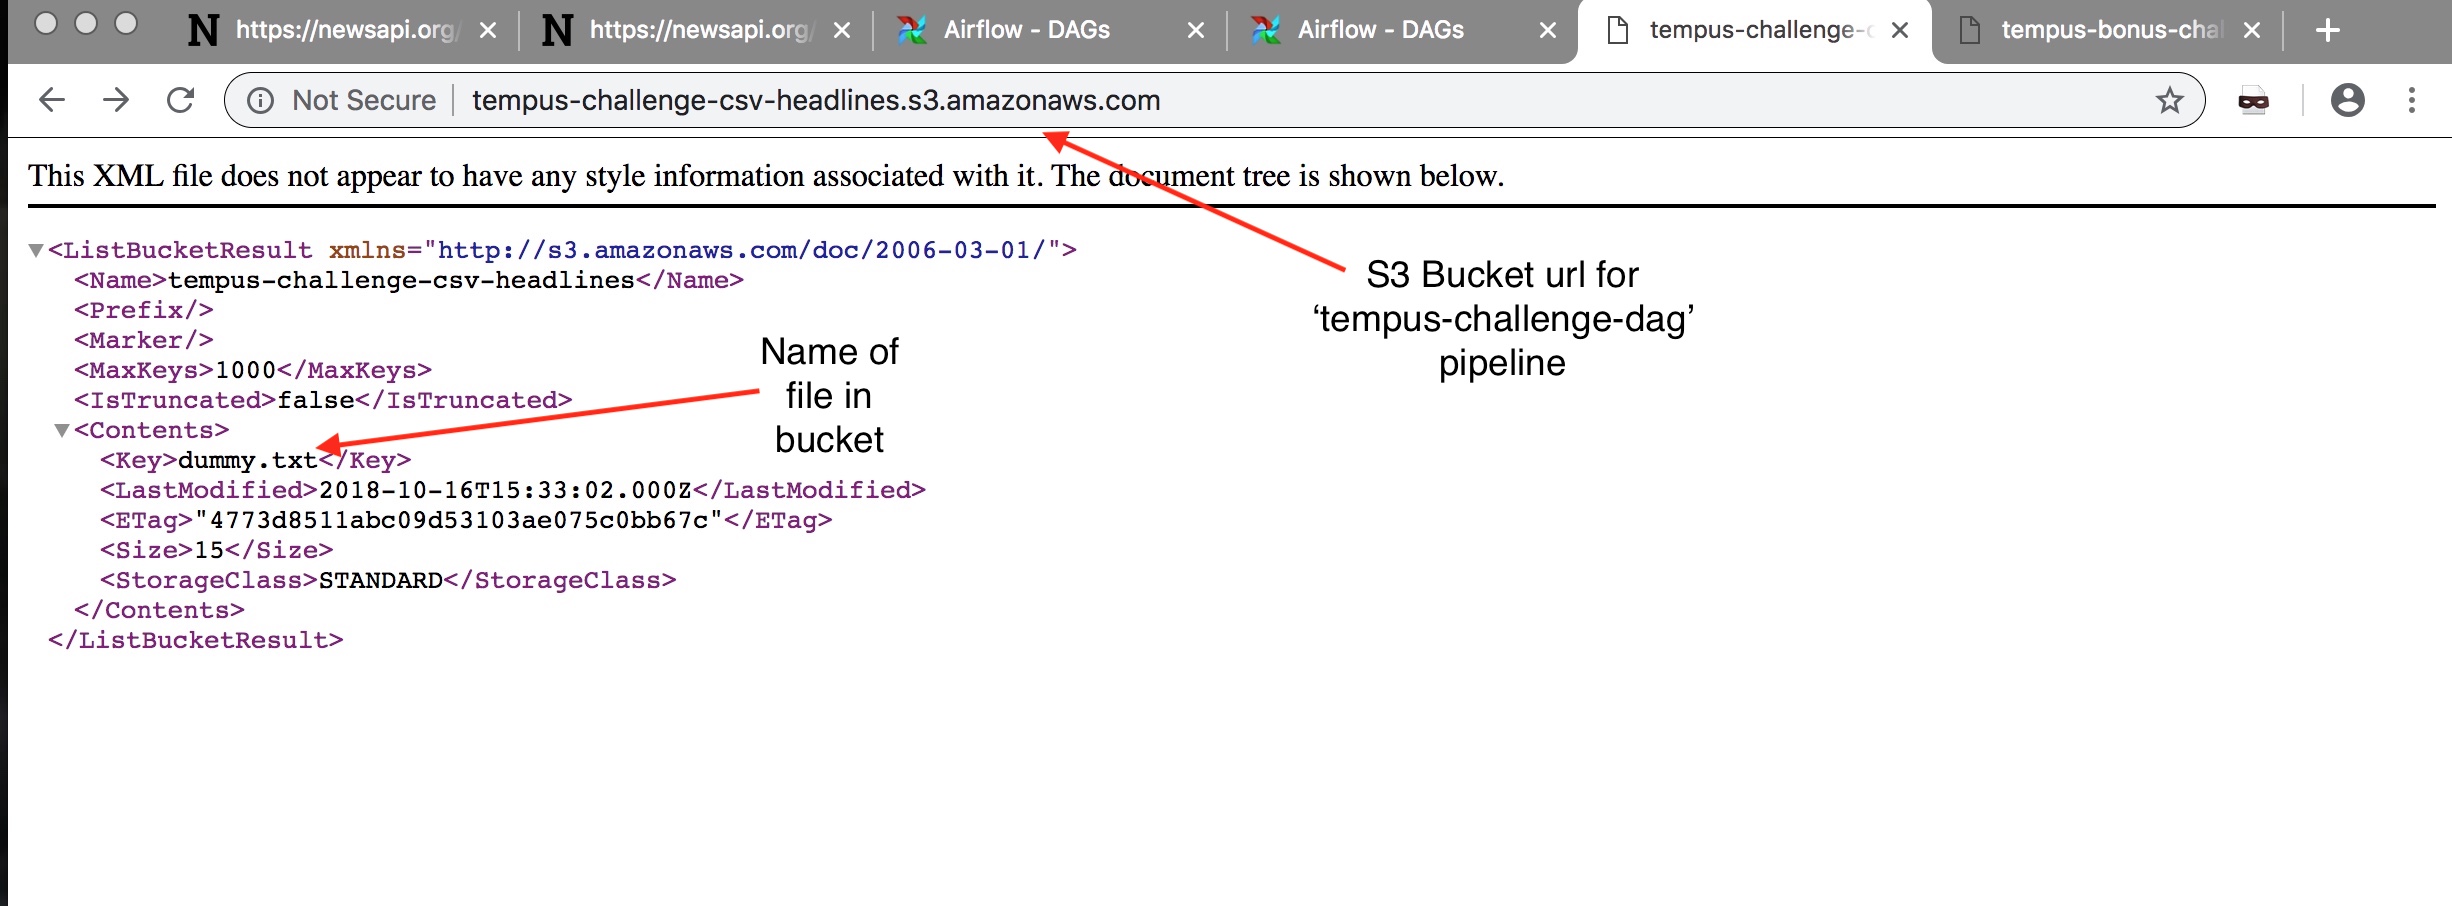 https://newsapi.org/
https://newsapi.org/
Airflow - DAGs
Airflow - DAGs
tempus-challenge-c
tempus-bonus-chal
Not Secure
tempus-challenge-csv-headlines.s3.amazonaws.com
This XML file does not appear to have any style information associated with it. The document tree is shown below.
<ListBucketResult xmlns="http://s3.amazonaws.com/doc/2006-03-01/">
<Name>tempus-challenge-csv-headlines</Name>
<Prefix/>
<Marker/>
<MaxKeys>1000</MaxKeys>
<IsTruncated>false</IsTruncated>
<Contents>
<Key>dummy.txt</Key>
<LastModified>2018-10-16T15:33:02.000Z</LastModified>
<ETag>"4773d8511abc09d53103ae075c0bb67c"</ETag>
<Size>15</Size>
<StorageClass>STANDARD</StorageClass>
</Contents>
</ListBucketResult>
Name of
file in
bucket
S3 Bucket url for
‘tempus-challenge-dag’
pipeline